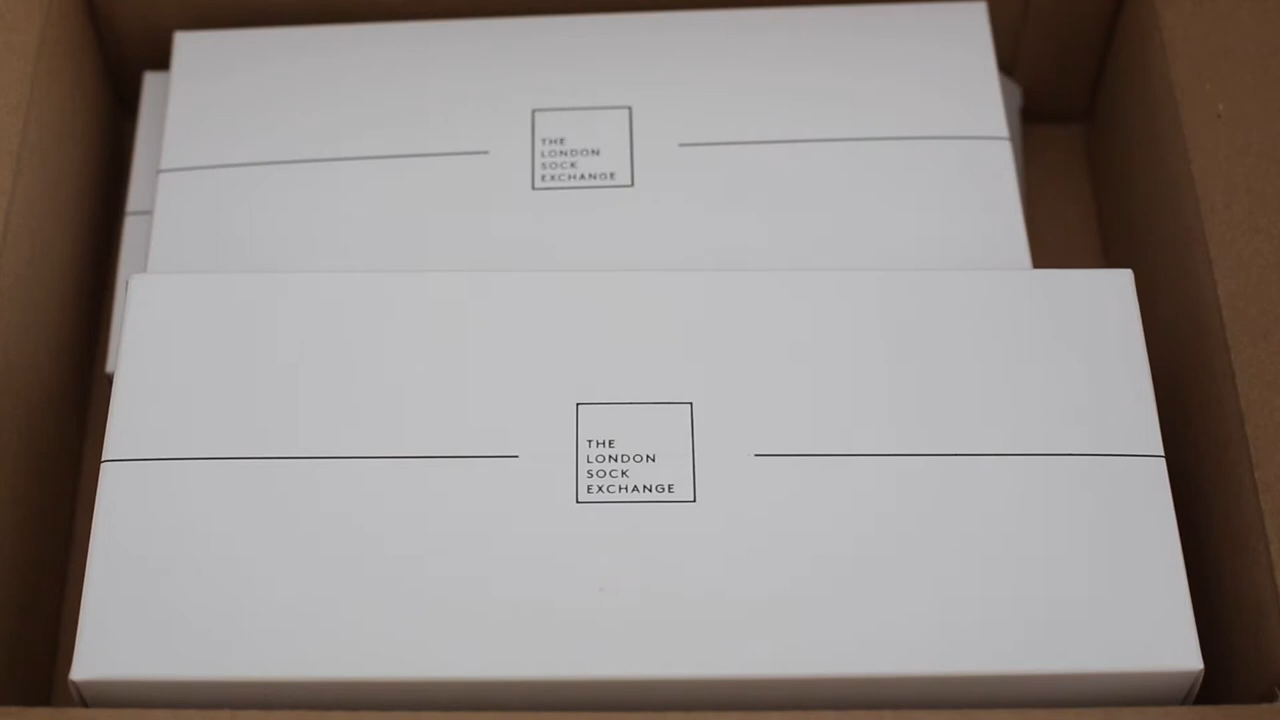 THE
LONDON
SOCK
EXCHANGE
THE
LONDON
SOCK
EXCHANGE